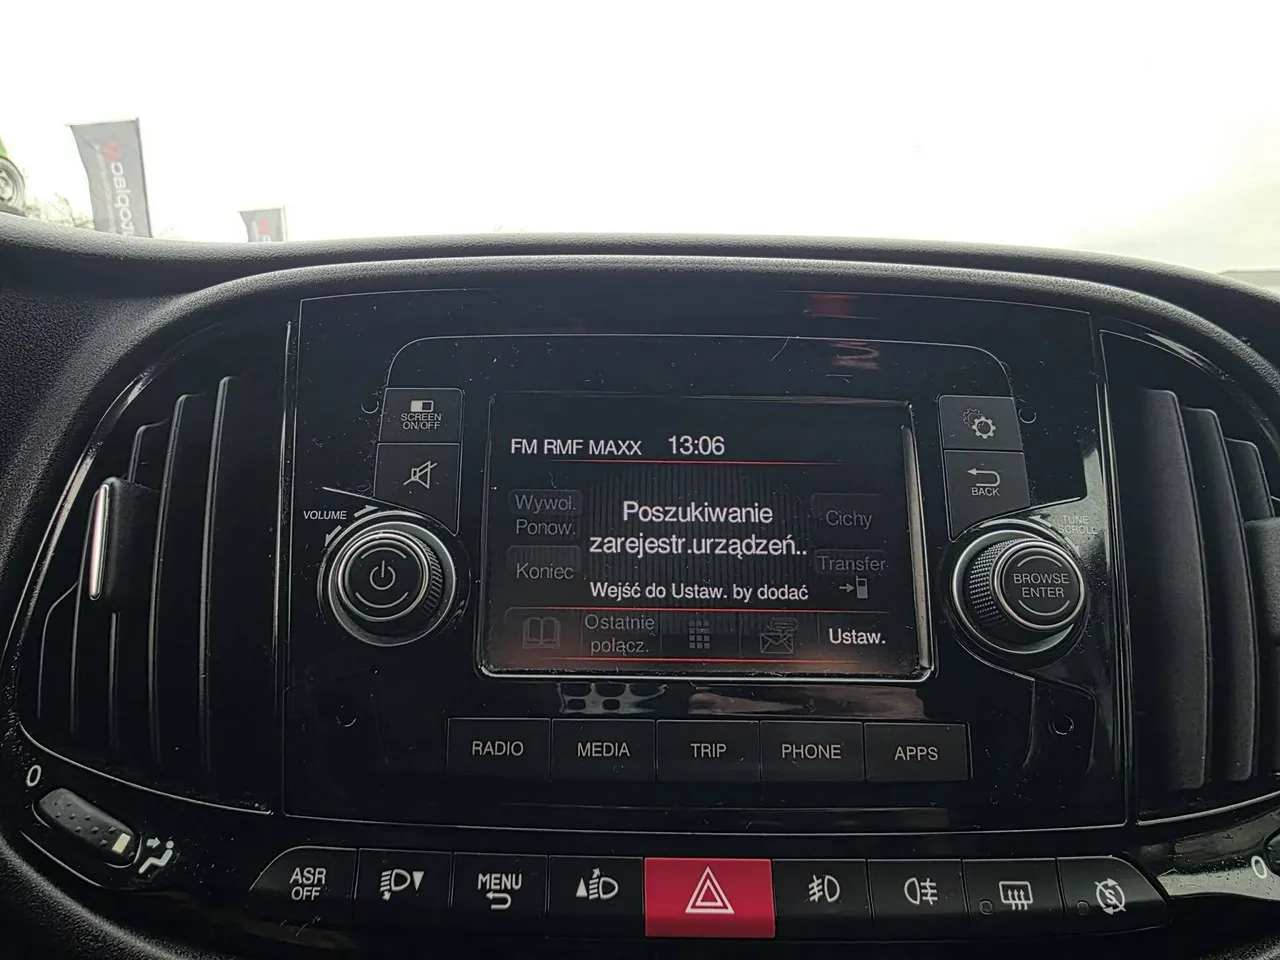 SCREEN
ON/OFF
VOLUME
FM RMF MAXX 13:06
Wywoł.
Ponow.
Koniec
Poszukiwanie
zarejestr.urządzeń..
Wejść do Ustaw. by dodać
Cichy
Transfer
Ostatnie
połącz.
Ustaw.
BACK
TUNE
SCROLL
BROWSE
ENTER
RADIO
MEDIA
TRIP
PHONE
APPS
0
ASR
OFF
MENU
0